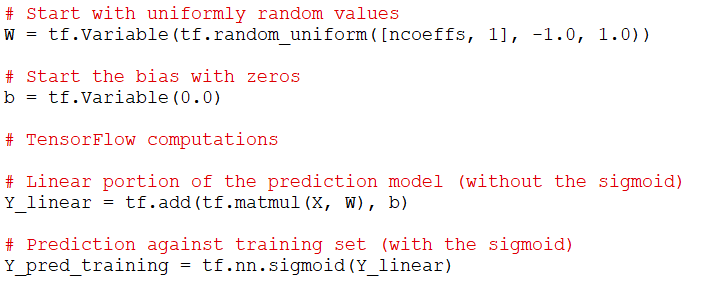 # Start with uniformly random values
W = tf.Variable(tf.random_uniform([ncoeffs, 1], -1.0, 1.0))
# Start the bias with zeros
b = tf.Variable(0.0)
# TensorFlow computations
# Linear portion of the prediction model (without the sigmoid)
Y_linear = tf.add(tf.matmul(X, W), b)
# Prediction against training set (with the sigmoid)
Y_pred_training = tf.nn.sigmoid(Y_linear)